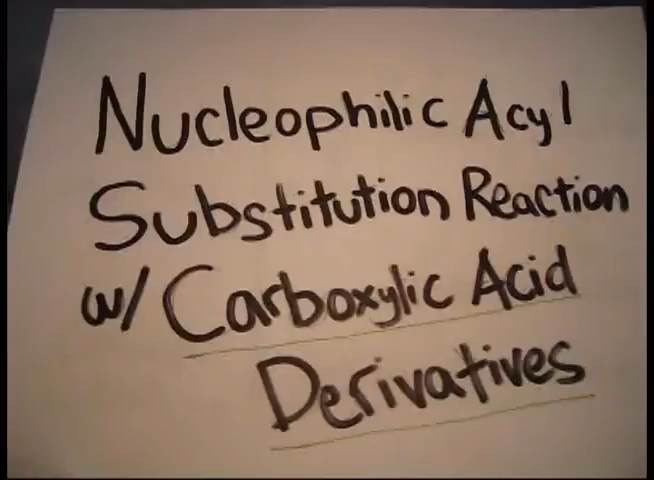 Nucleophilic Acyl
Substitution Reaction
w/ Carboxylic Acid
Derivatives